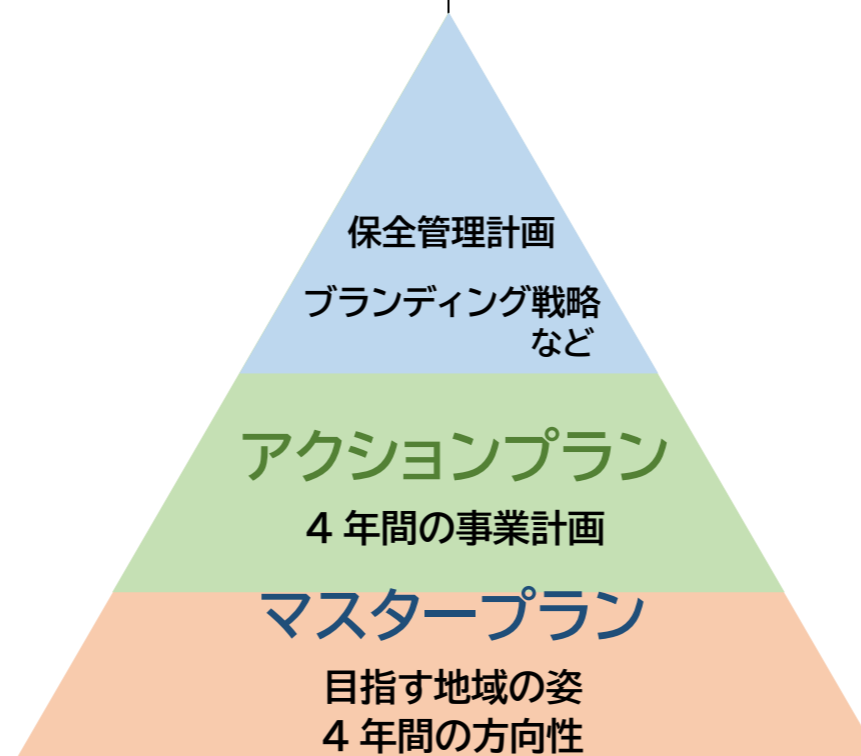 保全管理計画
ブランディング戦略
など
アクションプラン
4 年間の事業計画
マスタープラン
目指す地域の姿
4 年間の方向性